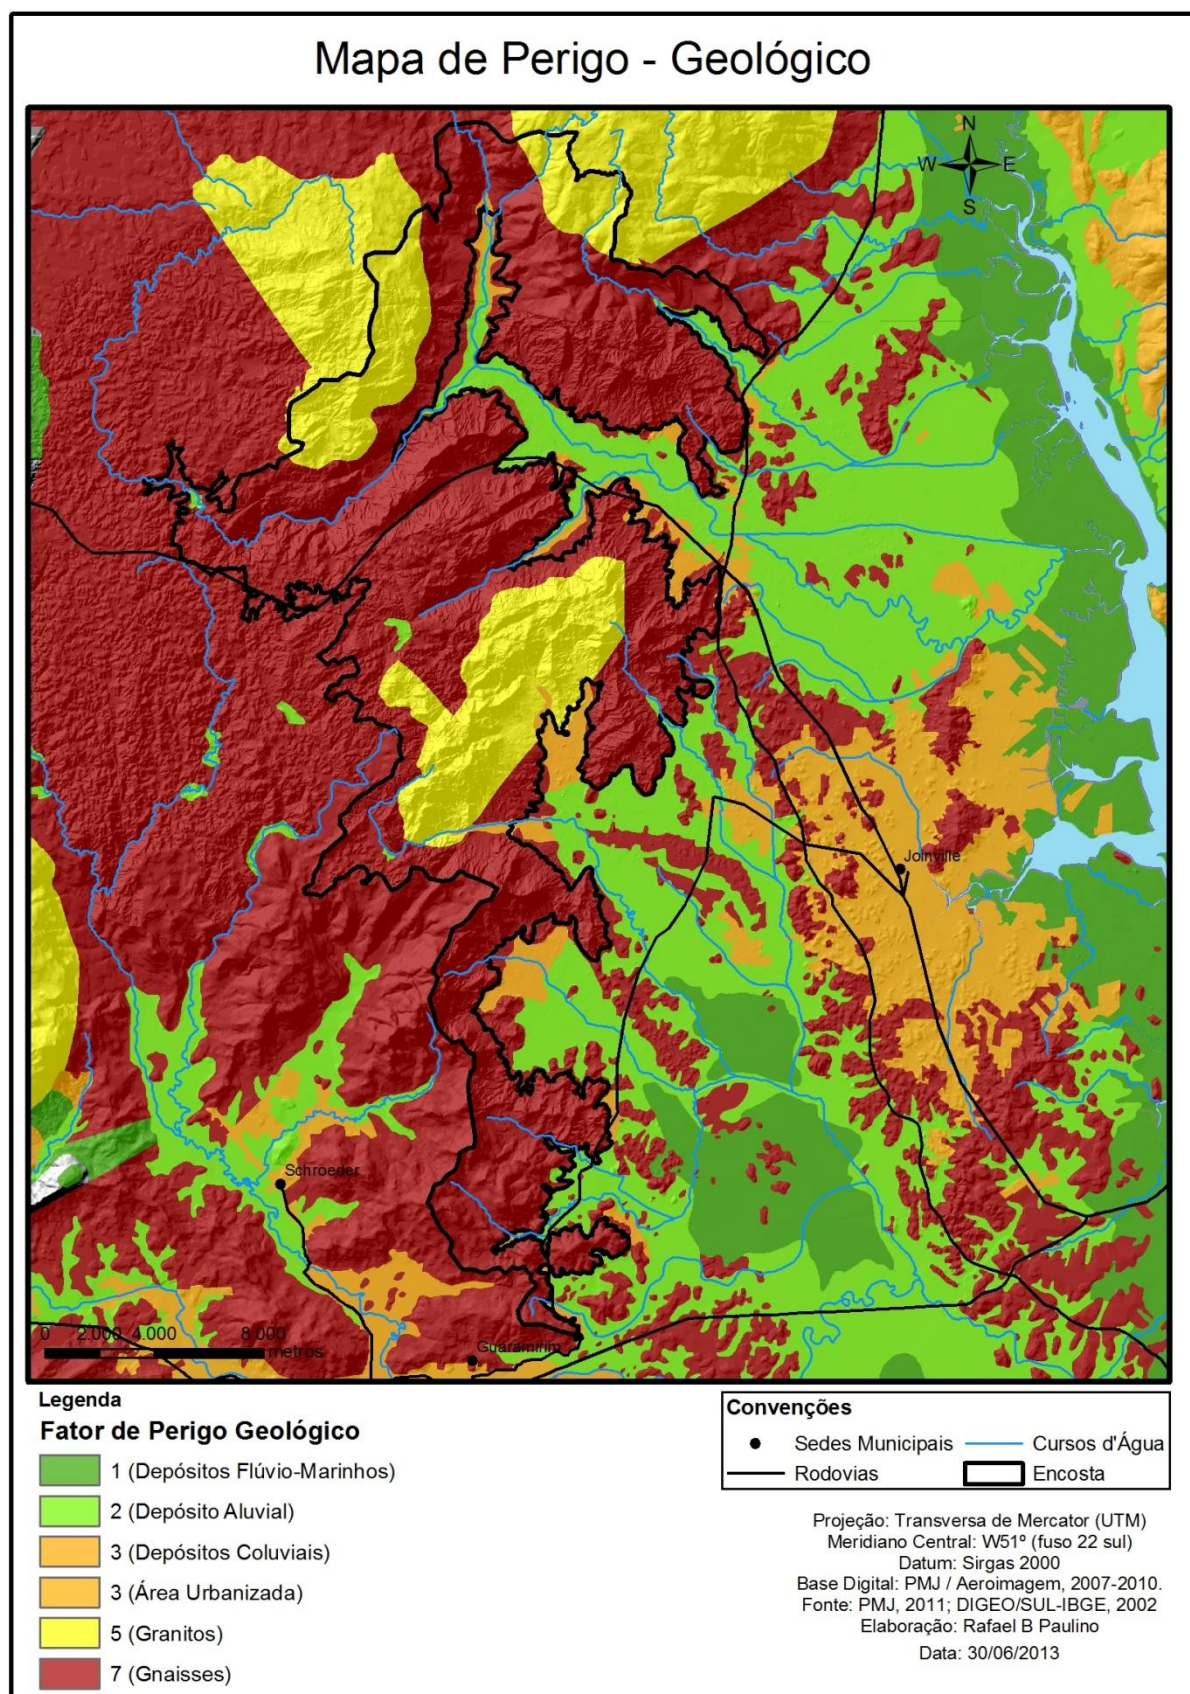 Mapa de Perigo - Geológico
N
W E
S
Joinville
Schroeder
Guaramirim
0 2.000 4.000 8.000
metros
Legenda
Fator de Perigo Geológico
1 (Depósitos Flúvio-Marinhos)
2 (Depósito Aluvial)
3 (Depósitos Coluviais)
3 (Área Urbanizada)
5 (Granitos)
7 (Gnaisses)
Convenções
Sedes Municipais Cursos d'Água
Rodovias Encosta
Projeção: Transversa de Mercator (UTM)
Meridiano Central: W51º (fuso 22 sul)
Datum: Sirgas 2000
Base Digital: PMJ / Aeroimagem, 2007-2010.
Fonte: PMJ, 2011; DIGEO/SUL-IBGE, 2002
Elaboração: Rafael B Paulino
Data: 30/06/2013